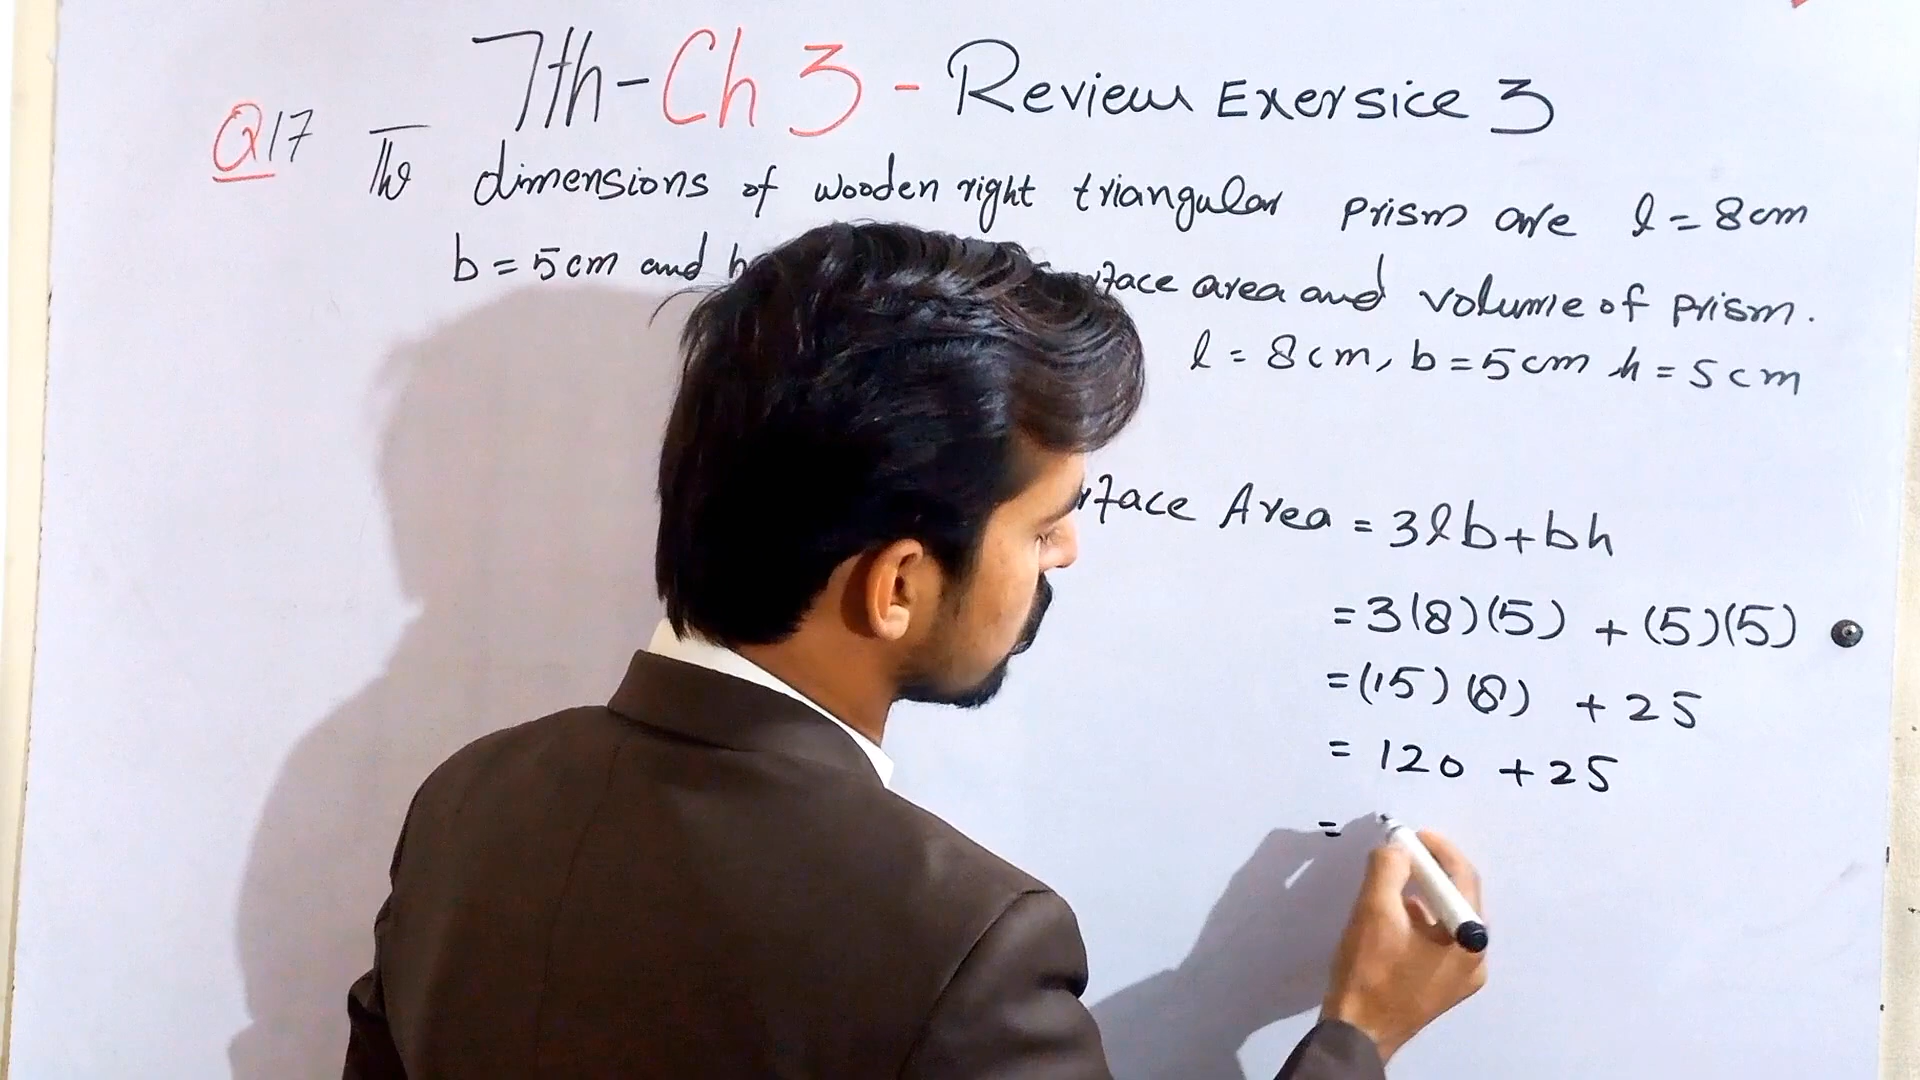 7th-Ch 3 - Review Exersice 3
Q17 The dimensions of wooden right triangular prism are l = 8cm
b = 5cm and area and volume of prism.
l = 8cm, b = 5cm h = 5cm
Area = 3lb+bh
= 3(8)(5) + (5)(5)
= (15)(8) + 25
= 120 + 25
=